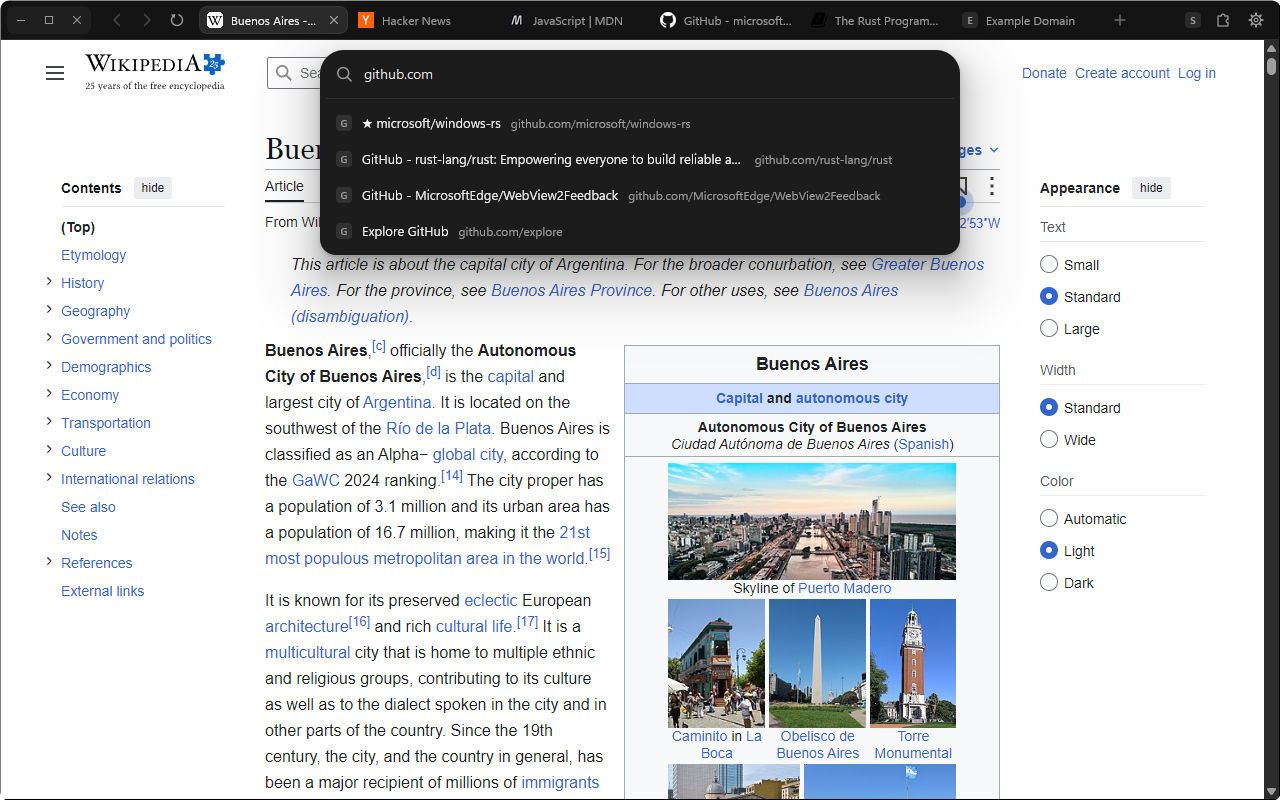 Buenos Aires -...
Hacker News
JavaScript | MDN
GitHub - microsoft...
The Rust Program...
E
Example Domain
S
WIKIPEDIA 25
25 years of the free encyclopedia
github.com
Donate
Create account
Log in
G ★ microsoft/windows-rs github.com/microsoft/windows-rs
G GitHub - rust-lang/rust: Empowering everyone to build reliable a... github.com/rust-lang/rust
G GitHub - MicrosoftEdge/WebView2Feedback github.com/MicrosoftEdge/WebView2Feedback
G Explore GitHub github.com/explore
Contents hide
(Top)
Etymology
History
Geography
Government and politics
Demographics
Economy
Transportation
Culture
International relations
See also
Notes
References
External links
Article
This article is about the capital city of Argentina. For the broader conurbation, see Greater Buenos
Aires. For the province, see Buenos Aires Province. For other uses, see Buenos Aires
(disambiguation).
Buenos Aires,[c] officially the Autonomous
City of Buenos Aires,[d] is the capital and
largest city of Argentina. It is located on the
southwest of the Río de la Plata. Buenos Aires is
classified as an Alpha− global city, according to
the GaWC 2024 ranking.[14] The city proper has
a population of 3.1 million and its urban area has
a population of 16.7 million, making it the 21st
most populous metropolitan area in the world.[15]
It is known for its preserved eclectic European
architecture[16] and rich cultural life.[17] It is a
multicultural city that is home to multiple ethnic
and religious groups, contributing to its culture
as well as to the dialect spoken in the city and in
other parts of the country. Since the 19th
century, the city, and the country in general, has
been a major recipient of millions of immigrants
Buenos Aires
Capital and autonomous city
Autonomous City of Buenos Aires
Ciudad Autónoma de Buenos Aires (Spanish)
Skyline of Puerto Madero
Caminito in La
Boca
Obelisco de
Buenos Aires
Torre
Monumental
Appearance hide
Text
Small
Standard
Large
Width
Standard
Wide
Color
Automatic
Light
Dark